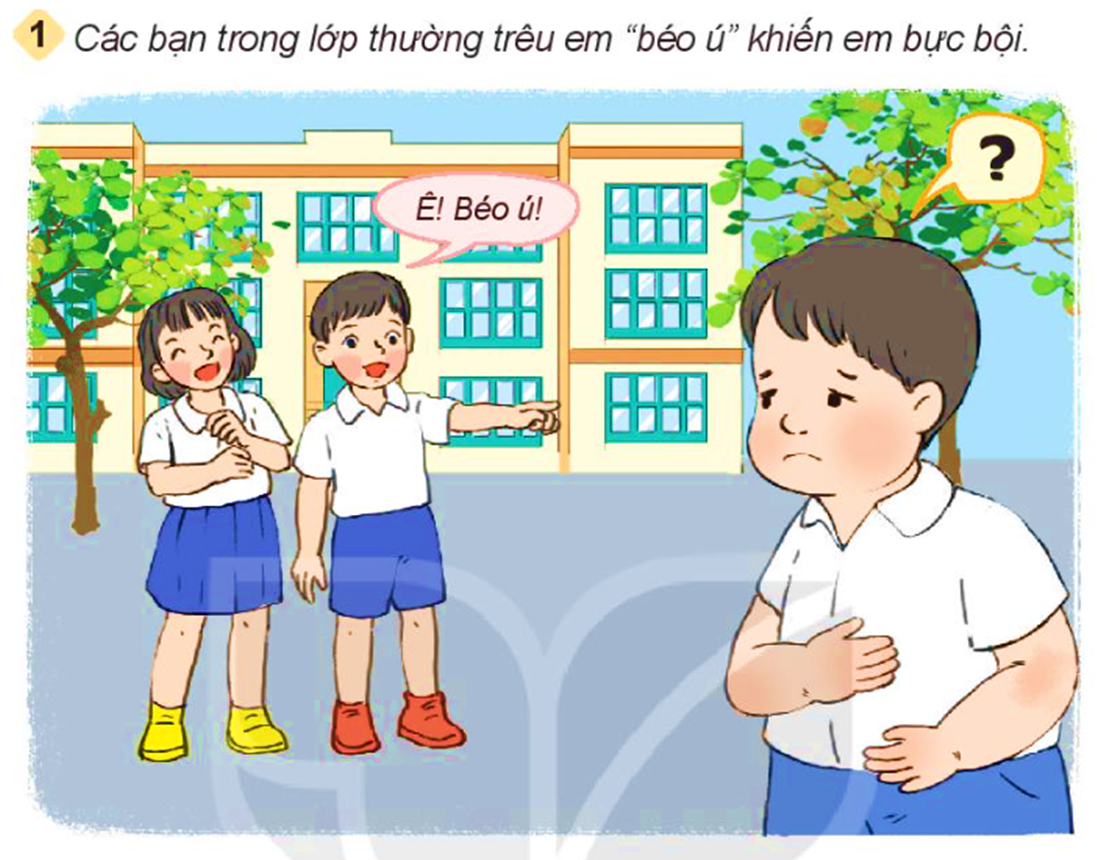 1 Các bạn trong lớp thường trêu em “béo ú” khiến em bực bội.
Ê! Béo ú!
?